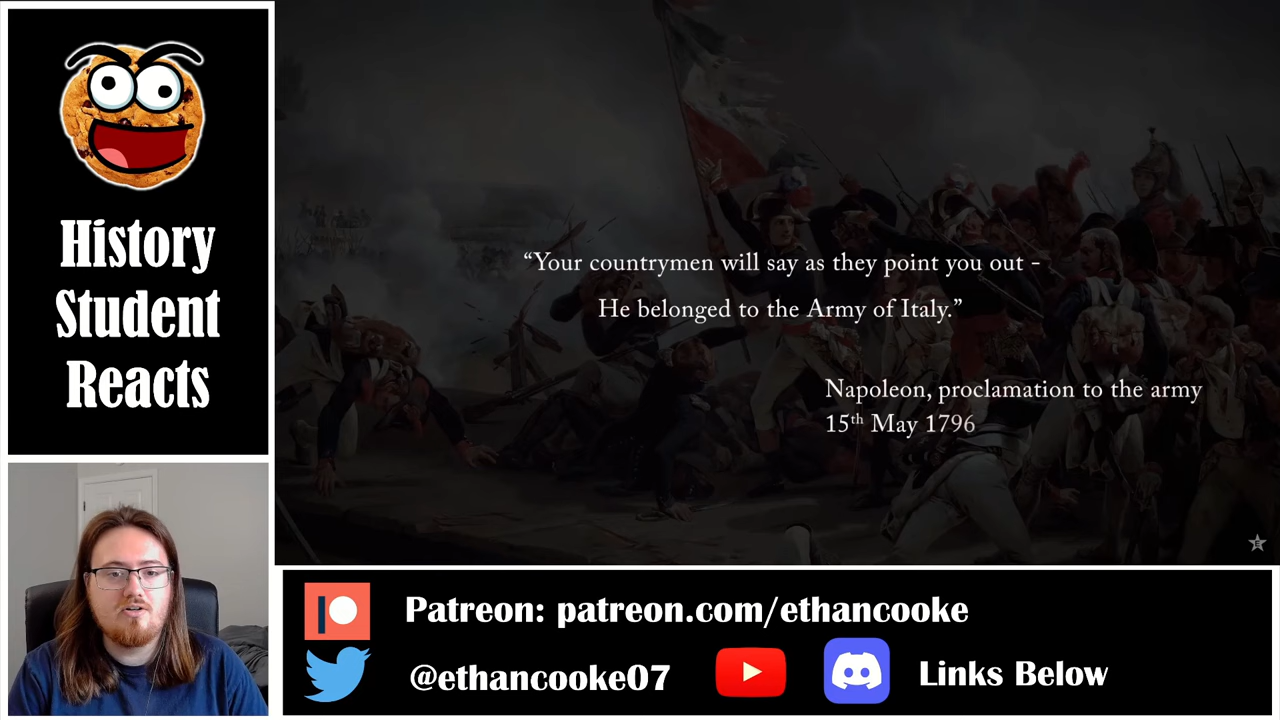 History
Student
Reacts
“Your countrymen will say as they point you out -
He belonged to the Army of Italy.”
Napoleon, proclamation to the army
15th May 1796
E
Patreon: patreon.com/ethancooke
@ethancooke07
Links Below